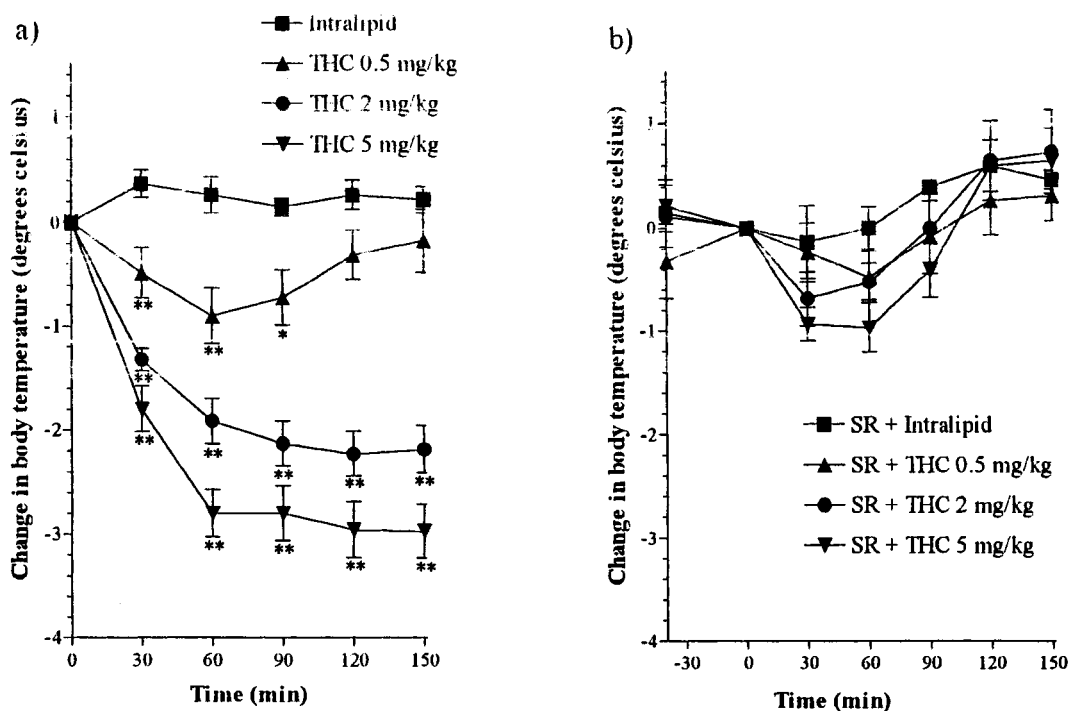 a)
Intralipid
THC 0.5 mg/kg
THC 2 mg/kg
THC 5 mg/kg
Change in body temperature (degrees celsius)
1
0
-1
-2
-3
-4
**
**
*
**
**
**
**
**
**
**
**
**
**
0 30 60 90 120 150
Time (min)
b)
Change in body temperature (degrees celsius)
1
0
-1
-2
-3
-4
SR + Intralipid
SR + THC 0.5 mg/kg
SR + THC 2 mg/kg
SR + THC 5 mg/kg
-30 0 30 60 90 120 150
Time (min)